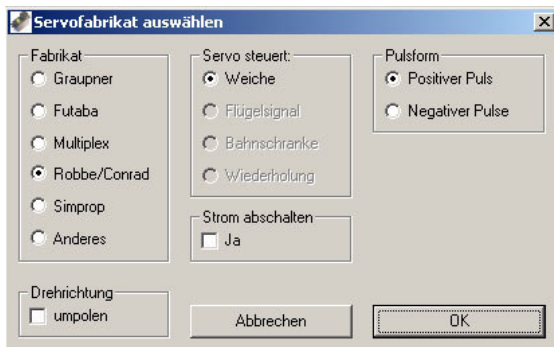 Servofabrikat auswählen
Fabrikat
Graupner
Futaba
Multiplex
Robbe/Conrad
Simprop
Anderes
Drehrichtung
umpolen
Servo steuert:
Weiche
Flügelsignal
Bahnschranke
Wiederholung
Strom abschalten
Ja
Pulsform
Positiver Puls
Negativer Pulse
Abbrechen
OK